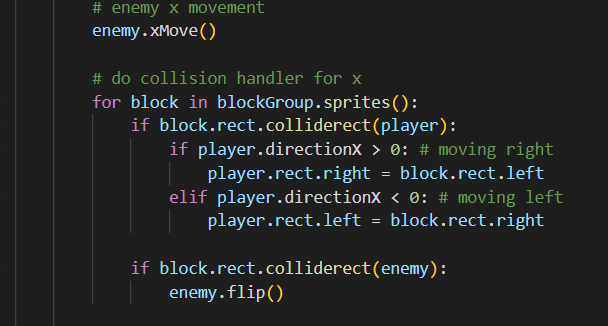 # enemy x movement
enemy.xMove()

# do collision handler for x
for block in blockGroup.sprites():
    if block.rect.colliderect(player):
        if player.directionX > 0: # moving right
            player.rect.right = block.rect.left
        elif player.directionX < 0: # moving left
            player.rect.left = block.rect.right

    if block.rect.colliderect(enemy):
        enemy.flip()